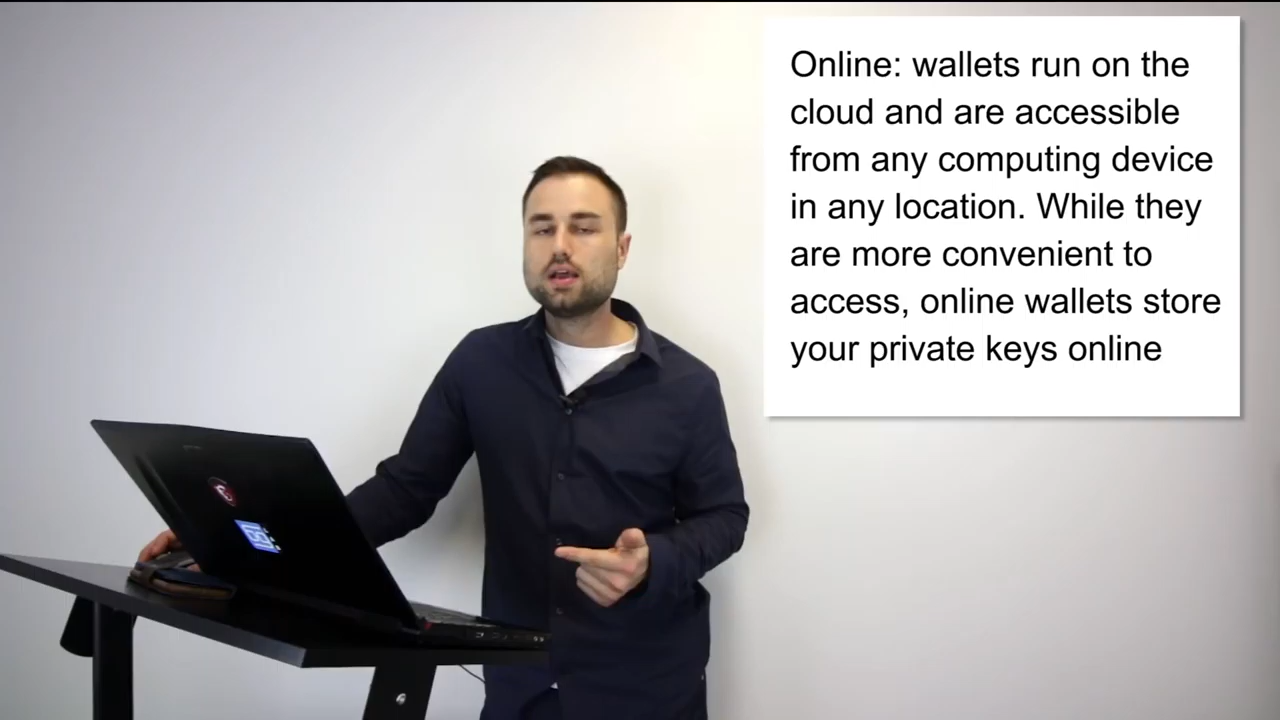 Online: wallets run on the
cloud and are accessible
from any computing device
in any location. While they
are more convenient to
access, online wallets store
your private keys online